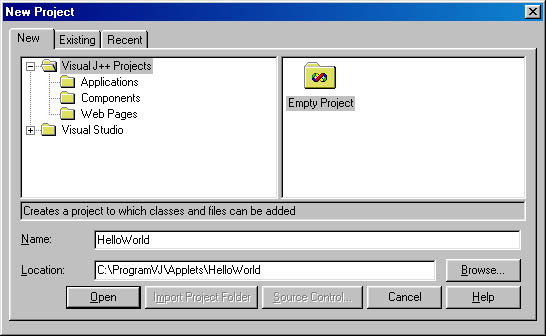 New Project
New Existing Recent
Visual J++ Projects
Applications
Components
Web Pages
Visual Studio
Empty Project
Creates a project to which classes and files can be added
Name: HelloWorld
Location: C:\ProgramVJ\Applets\HelloWorld Browse...
Open Import Project Folder Source Control... Cancel Help